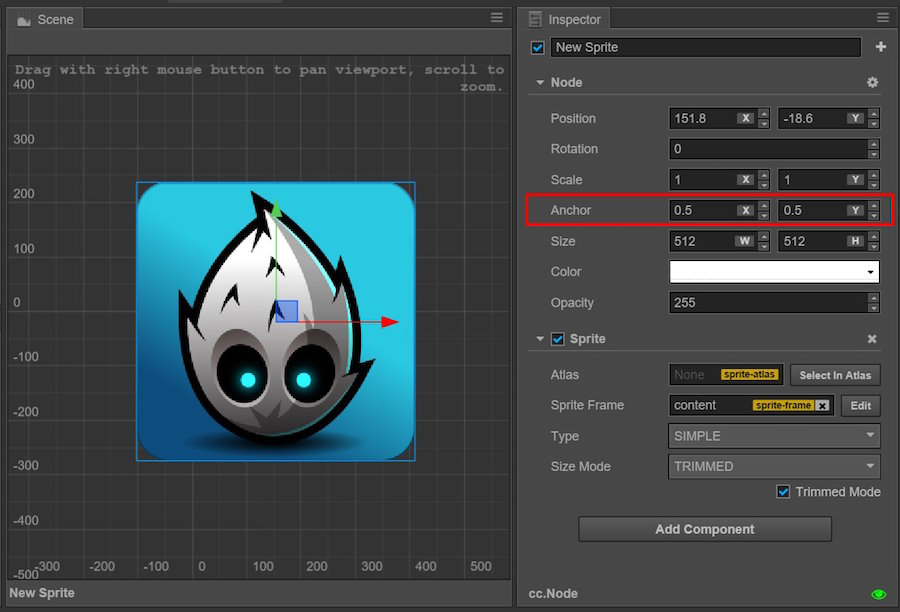 Scene
Drag with right mouse button to pan viewport, scroll to
zoom.
400
300
200
100
0
-100
-200
-300
-400
-500
-300 -200 -100 0 100 200 300 400 500
New Sprite
Inspector
New Sprite
Node
Position 151.8 X -18.6 Y
Rotation 0
Scale 1 X 1 Y
Anchor 0.5 X 0.5 Y
Size 512 W 512 H
Color
Opacity 255
Sprite
Atlas None sprite-atlas Select In Atlas
Sprite Frame content sprite-frame Edit
Type SIMPLE
Size Mode TRIMMED
Trimmed Mode
Add Component
cc.Node